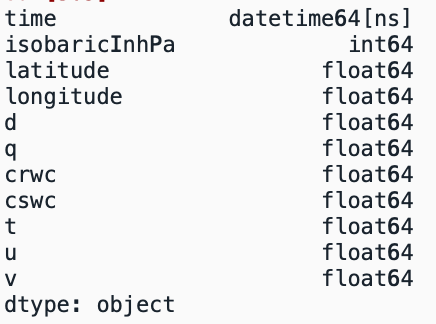 time datetime64[ns]
isobaricInhPa int64
latitude float64
longitude float64
d float64
q float64
crwc float64
cswc float64
t float64
u float64
v float64
dtype: object